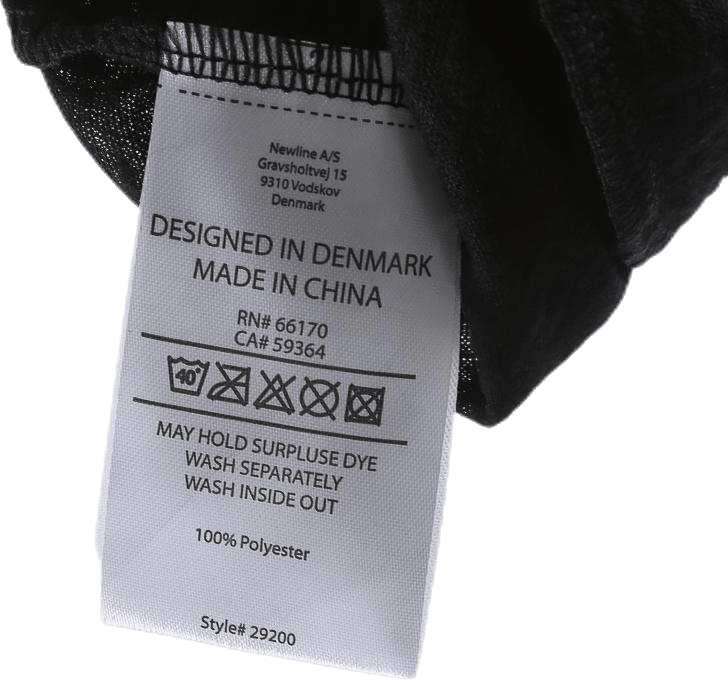 Newline A/S
Gravsholtvej 15
9310 Vodskov
Denmark
DESIGNED IN DENMARK
MADE IN CHINA
RN# 66170
CA# 59364
40°
MAY HOLD SURPLUSE DYE
WASH SEPARATELY
WASH INSIDE OUT
100% Polyester
Style# 29200